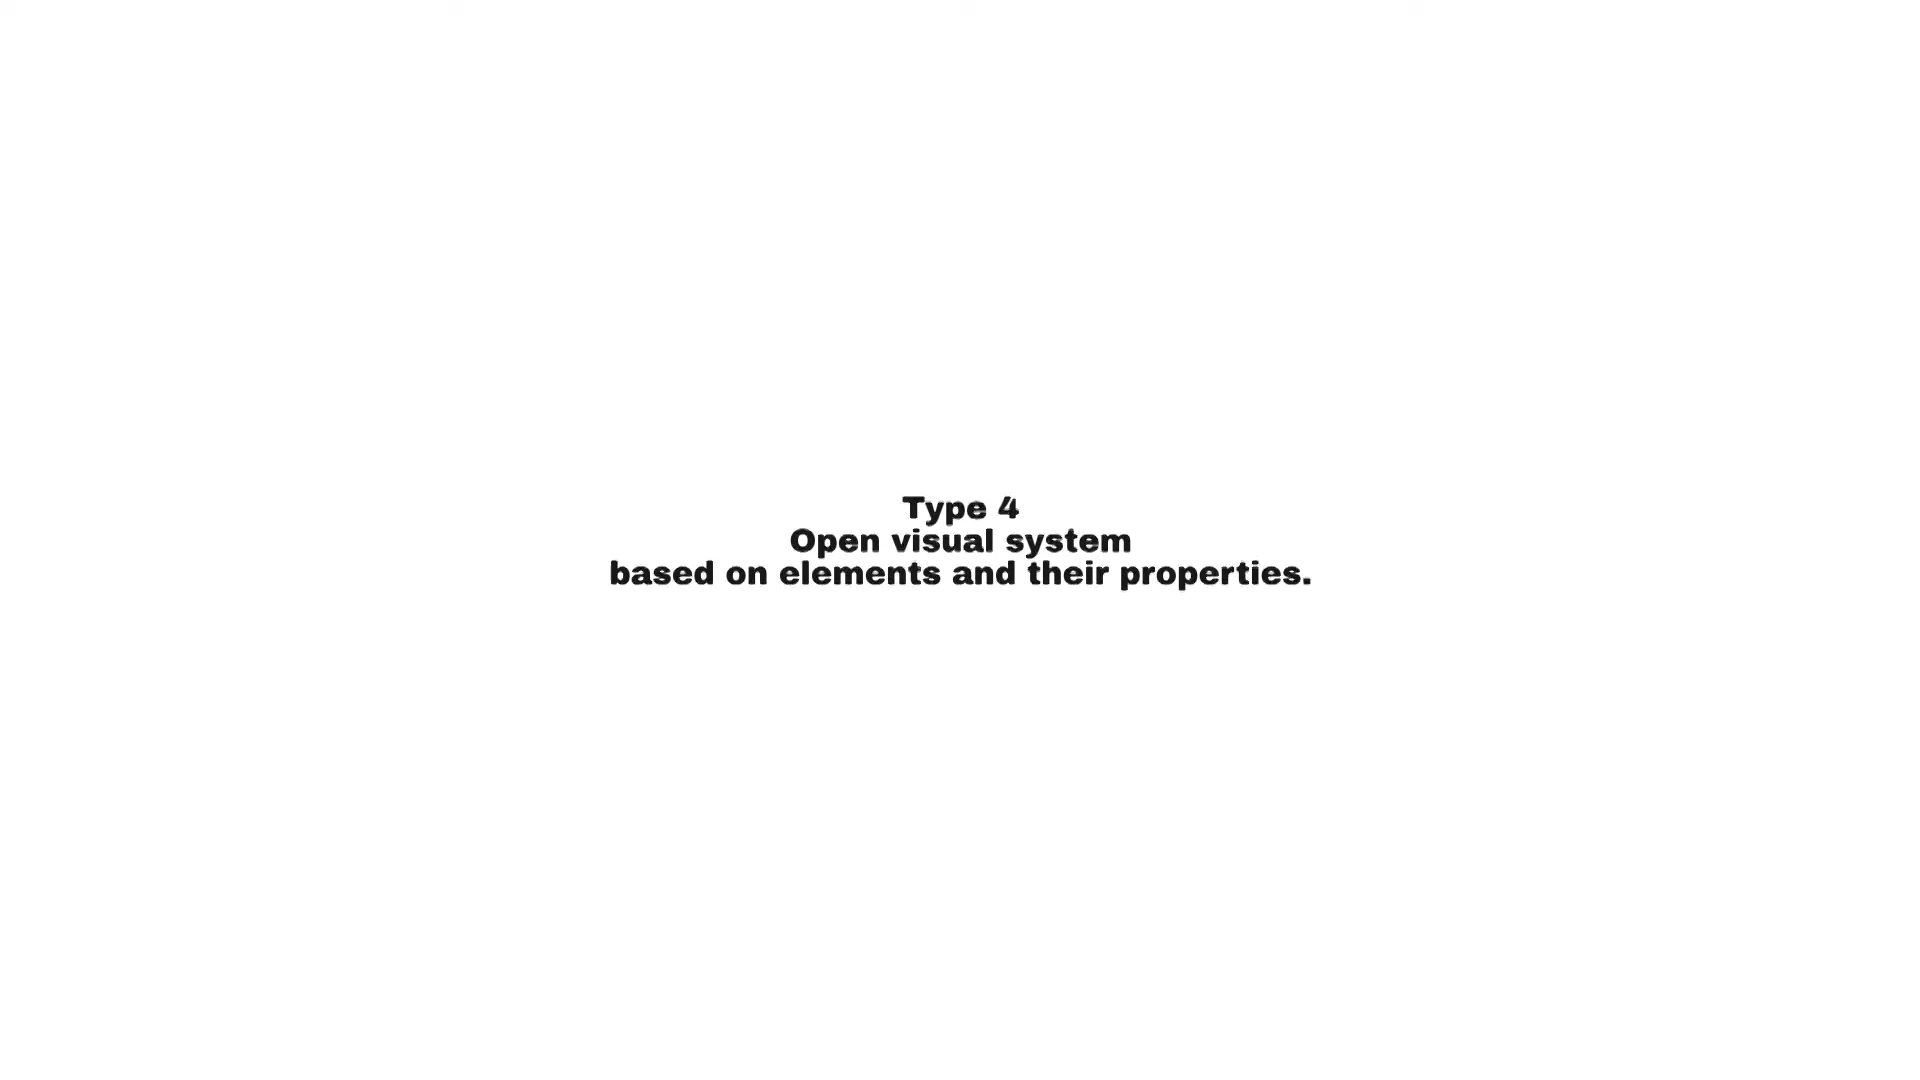 Type 4
Open visual system
based on elements and their properties.